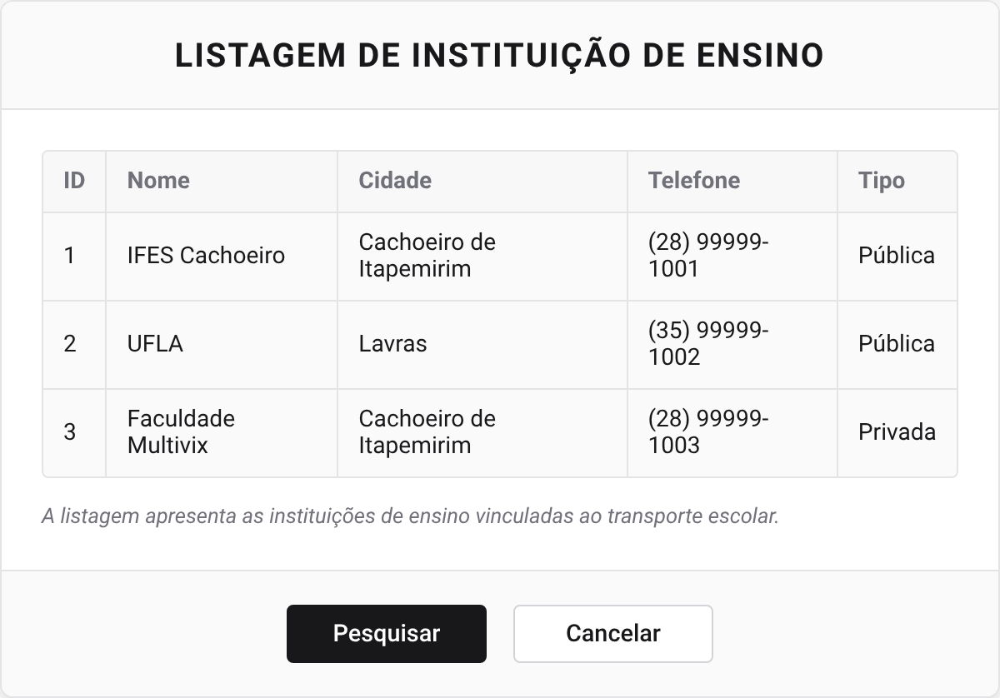 LISTAGEM DE INSTITUIÇÃO DE ENSINO
ID Nome Cidade Telefone Tipo
1 IFES Cachoeiro Cachoeiro de Itapemirim (28) 99999-1001 Pública
2 UFLA Lavras (35) 99999-1002 Pública
3 Faculdade Multivix Cachoeiro de Itapemirim (28) 99999-1003 Privada
A listagem apresenta as instituições de ensino vinculadas ao transporte escolar.
Pesquisar Cancelar